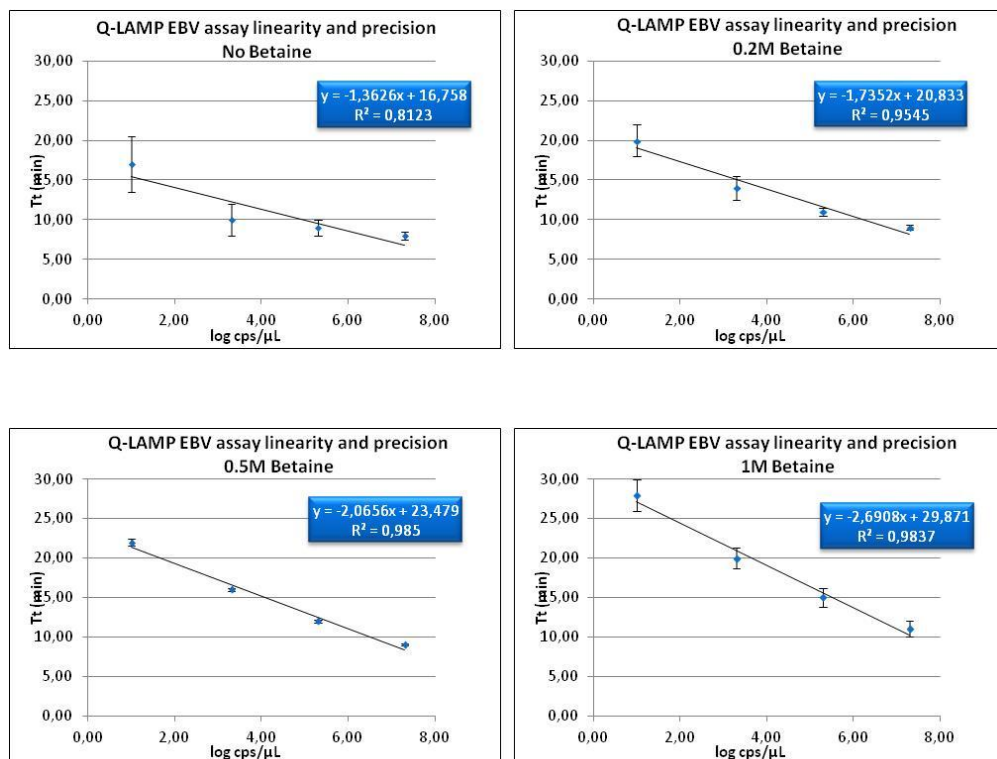 Q-LAMP EBV assay linearity and precision
No Betaine
30,00
25,00
20,00
15,00
10,00
5,00
0,00
Tt (min)
y = -1,3626x + 16,758
R² = 0,8123
0,00 2,00 4,00 6,00 8,00
log cps/µL
Q-LAMP EBV assay linearity and precision
0.2M Betaine
30,00
25,00
20,00
15,00
10,00
5,00
0,00
Tt (min)
y = -1,7352x + 20,833
R² = 0,9545
0,00 2,00 4,00 6,00 8,00
log cps/µL
Q-LAMP EBV assay linearity and precision
0.5M Betaine
30,00
25,00
20,00
15,00
10,00
5,00
0,00
Tt (min)
y = -2,0656x + 23,479
R² = 0,985
0,00 2,00 4,00 6,00 8,00
log cps/µL
Q-LAMP EBV assay linearity and precision
1M Betaine
30,00
25,00
20,00
15,00
10,00
5,00
0,00
Tt (min)
y = -2,6908x + 29,871
R² = 0,9837
0,00 2,00 4,00 6,00 8,00
log cps/µL